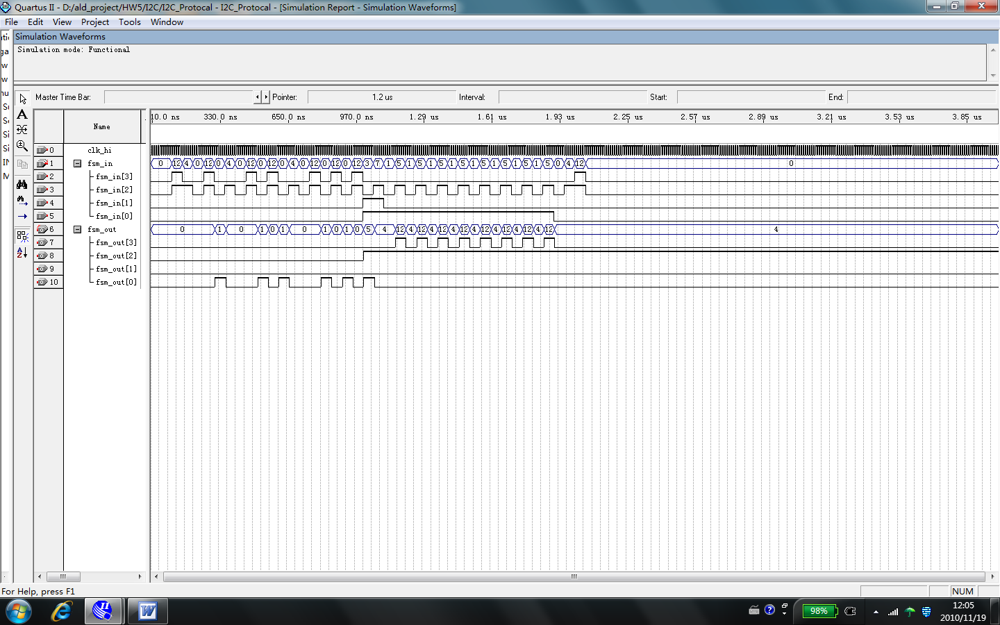 Quartus II - D:/ald_project/HW5/I2C/I2C_Protocal - I2C_Protocal - [Simulation Report - Simulation Waveforms]
File Edit View Project Tools Window
Simulation Waveforms
Simulation mode: Functional
Master Time Bar: Pointer: 1.2 us Interval: Start: End:
Name 10.0 ns 330.0 ns 650.0 ns 970.0 ns 1.29 us 1.61 us 1.93 us 2.25 us 2.57 us 2.89 us 3.21 us 3.53 us 3.85 us
0 clk_hi
1 fsm_in 0 12 4 0 12 0 4 0 12 0 12 0 4 0 12 0 12 0 12 3 7 1 5 1 5 1 5 1 5 1 5 1 5 1 5 1 5 0 4 12 0
2 fsm_in[3]
3 fsm_in[2]
4 fsm_in[1]
5 fsm_in[0]
6 fsm_out 0 1 0 1 0 1 0 1 0 1 0 5 4 12 4 12 4 12 4 12 4 12 4 12 4 12 4 12 4
7 fsm_out[3]
8 fsm_out[2]
9 fsm_out[1]
10 fsm_out[0]
For Help, press F1 NUM
98% 12:05
2010/11/19